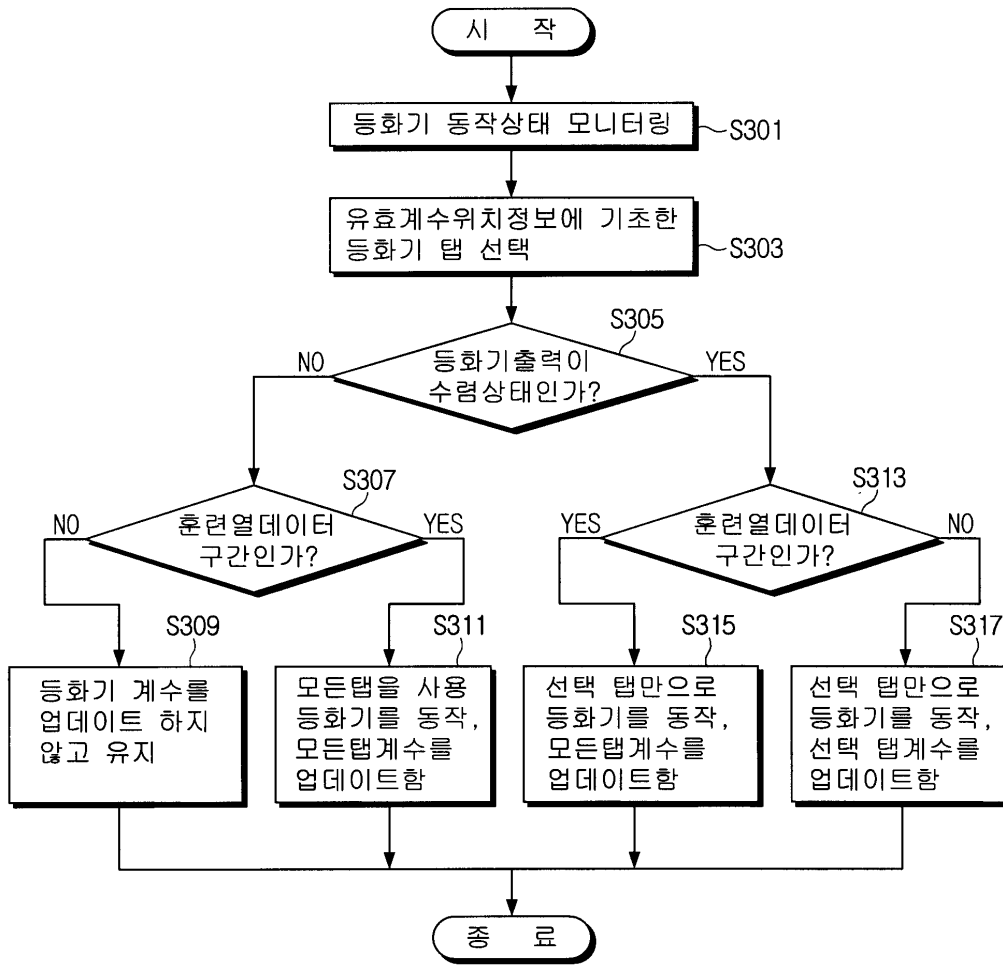 시 작
등화기 동작상태 모니터링
S301
유효계수위치정보에 기초한
등화기 탭 선택
S303
S305
등화기출력이
수렴상태인가?
NO
YES
S307
훈련열데이터
구간인가?
NO
YES
S313
훈련열데이터
구간인가?
YES
NO
S309
등화기 계수를
업데이트 하지
않고 유지
S311
모든탭을 사용
등화기를 동작,
모든탭계수를
업데이트함
S315
선택 탭만으로
등화기를 동작,
모든탭계수를
업데이트함
S317
선택 탭만으로
등화기를 동작,
선택 탭계수를
업데이트함
종 료